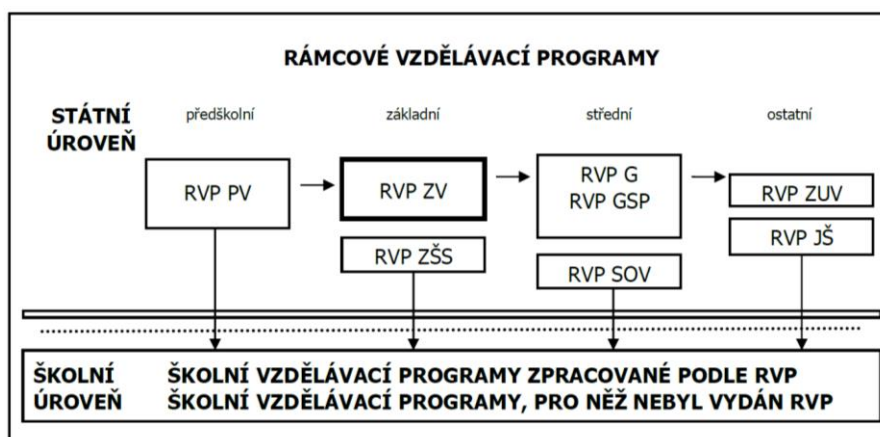 RÁMCOVÉ VZDĚLÁVACÍ PROGRAMY
STÁTNÍ
ÚROVEŇ
předškolní
základní
střední
ostatní
RVP PV
RVP ZV
RVP G
RVP GSP
RVP ZUV
RVP ZŠS
RVP SOV
RVP JŠ
ŠKOLNÍ ŠKOLNÍ VZDĚLÁVACÍ PROGRAMY ZPRACOVANÉ PODLE RVP
ÚROVEŇ ŠKOLNÍ VZDĚLÁVACÍ PROGRAMY, PRO NĚŽ NEBYL VYDÁN RVP